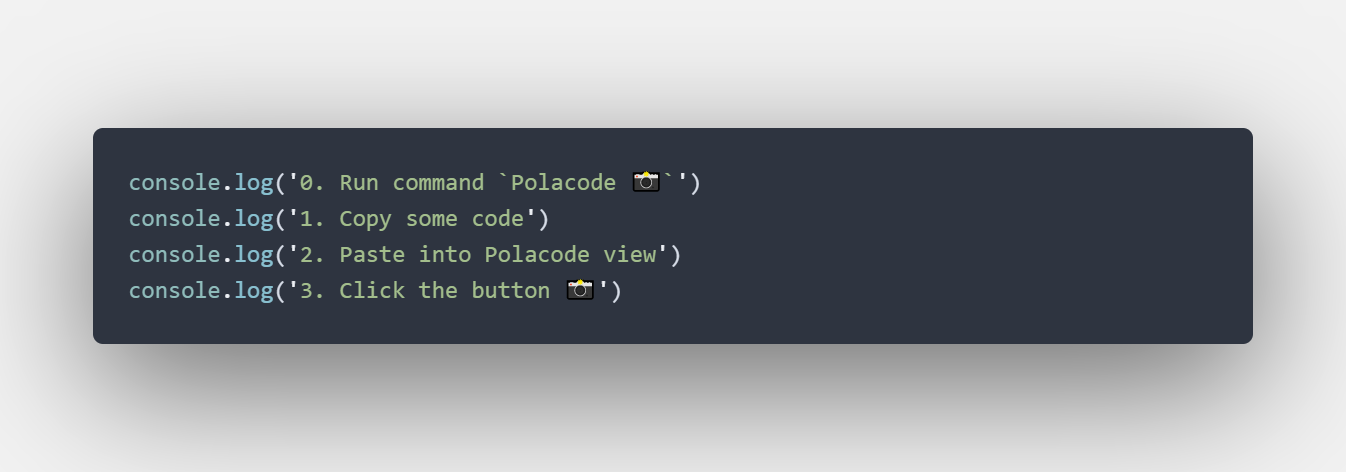 console.log('0. Run command `Polacode 📸`')
console.log('1. Copy some code')
console.log('2. Paste into Polacode view')
console.log('3. Click the button 📸')